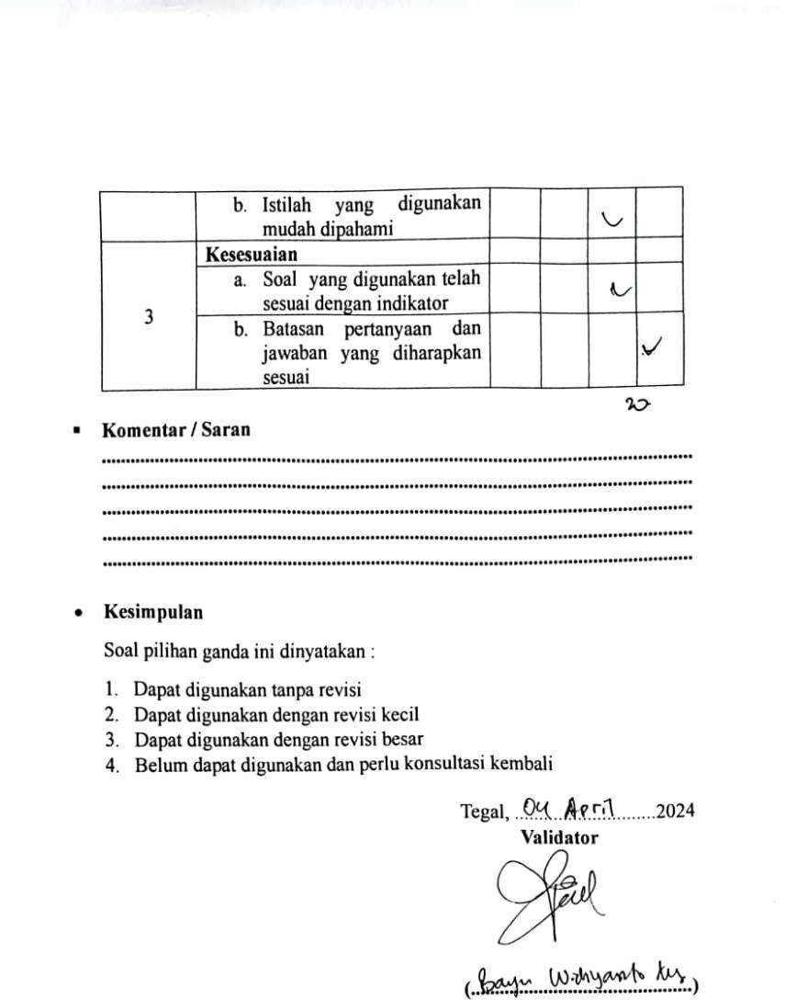 b. Istilah yang digunakan
mudah dipahami
Kesesuaian
a. Soal yang digunakan telah
sesuai dengan indikator
3
b. Batasan pertanyaan dan
jawaban yang diharapkan
sesuai
Komentar / Saran
Kesimpulan
Soal pilihan ganda ini dinyatakan :
1. Dapat digunakan tanpa revisi
2. Dapat digunakan dengan revisi kecil
3. Dapat digunakan dengan revisi besar
4. Belum dapat digunakan dan perlu konsultasi kembali
Tegal, 04 April 2024
Validator
(Bayu Widyanto )